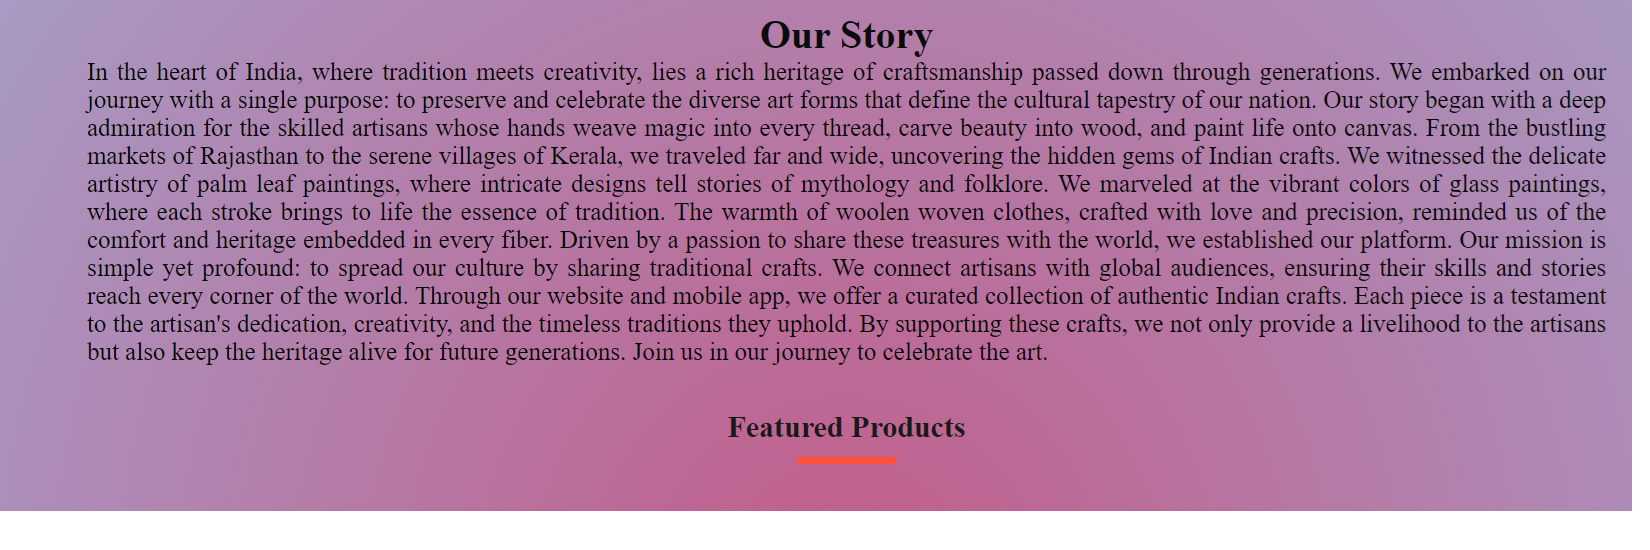 Our Story
In the heart of India, where tradition meets creativity, lies a rich heritage of craftsmanship passed down through generations. We embarked on our
journey with a single purpose: to preserve and celebrate the diverse art forms that define the cultural tapestry of our nation. Our story began with a deep
admiration for the skilled artisans whose hands weave magic into every thread, carve beauty into wood, and paint life onto canvas. From the bustling
markets of Rajasthan to the serene villages of Kerala, we traveled far and wide, uncovering the hidden gems of Indian crafts. We witnessed the delicate
artistry of palm leaf paintings, where intricate designs tell stories of mythology and folklore. We marveled at the vibrant colors of glass paintings,
where each stroke brings to life the essence of tradition. The warmth of woolen woven clothes, crafted with love and precision, reminded us of the
comfort and heritage embedded in every fiber. Driven by a passion to share these treasures with the world, we established our platform. Our mission is
simple yet profound: to spread our culture by sharing traditional crafts. We connect artisans with global audiences, ensuring their skills and stories
reach every corner of the world. Through our website and mobile app, we offer a curated collection of authentic Indian crafts. Each piece is a testament
to the artisan's dedication, creativity, and the timeless traditions they uphold. By supporting these crafts, we not only provide a livelihood to the artisans
but also keep the heritage alive for future generations. Join us in our journey to celebrate the art.
Featured Products